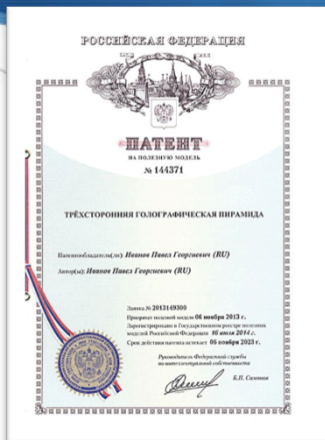 РОССИЙСКАЯ ФЕДЕРАЦИЯ
ПАТЕНТ
НА ПОЛЕЗНУЮ МОДЕЛЬ
№ 144371
ТРЁХСТОРОННЯЯ ГОЛОГРАФИЧЕСКАЯ ПИРАМИДА
Патентообладатель(ли): Иванов Павел Георгиевич (RU)
Автор(ы): Иванов Павел Георгиевич (RU)
Заявка № 2013149300
Приоритет полезной модели 06 ноября 2013 г.
Зарегистрировано в Государственном реестре полезных
моделей Российской Федерации 16 июля 2014 г.
Срок действия патента истекает 06 ноября 2023 г.
Руководитель Федеральной службы
по интеллектуальной собственности
Б.П. Симонов